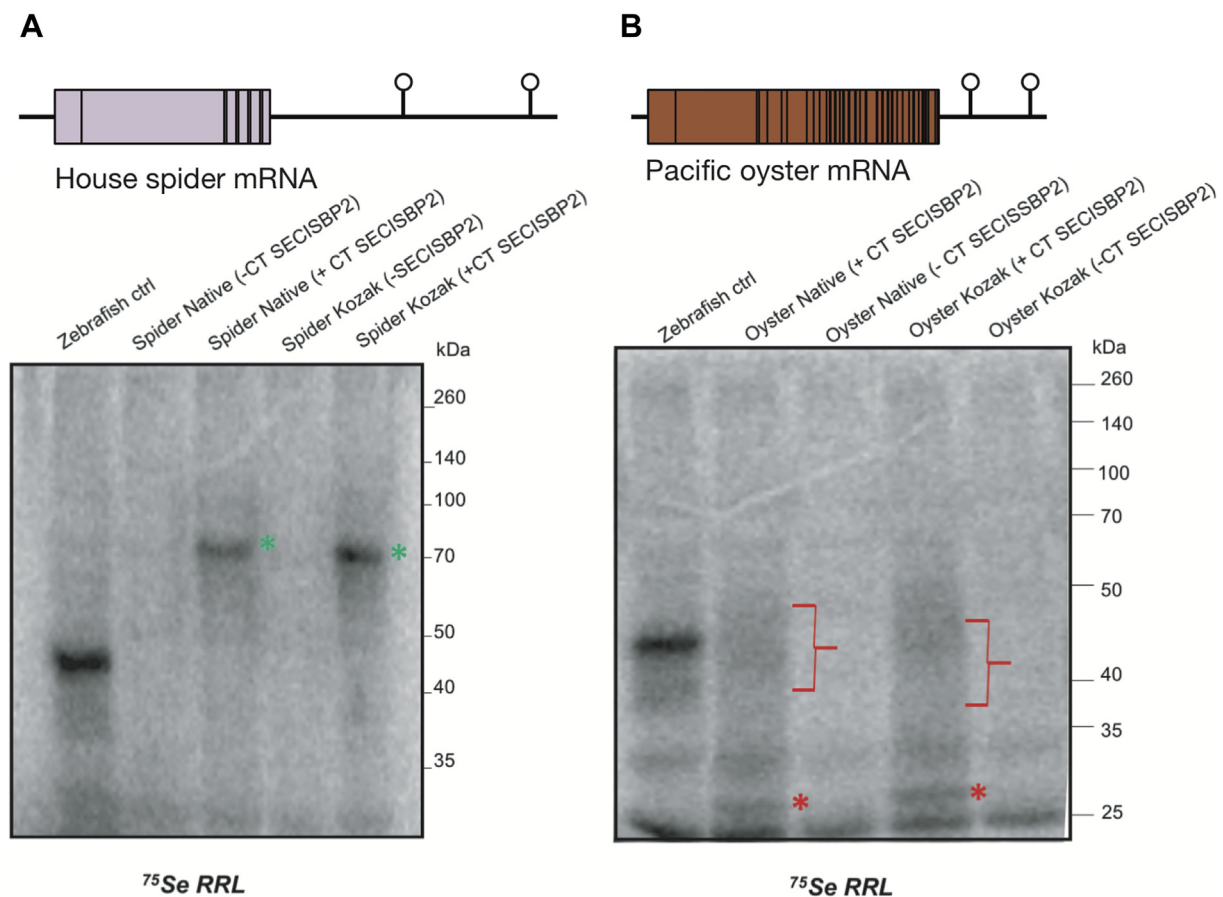 A
B
House spider mRNA
Pacific oyster mRNA
Zebrafish ctrl
Spider Native (-CT SECISBP2)
Spider Native (+ CT SECISBP2)
Spider Kozak (-SECISBP2)
Spider Kozak (+CT SECISBP2)
kDa
260
140
100
70
50
40
35
*
*
75Se RRL
Zebrafish ctrl
Oyster Native (+ CT SECISBP2)
Oyster Native (- CT SECISSBP2)
Oyster Kozak (+ CT SECISBP2)
Oyster Kozak (-CT SECISBP2)
kDa
260
140
100
70
50
40
35
25
*
*
75Se RRL